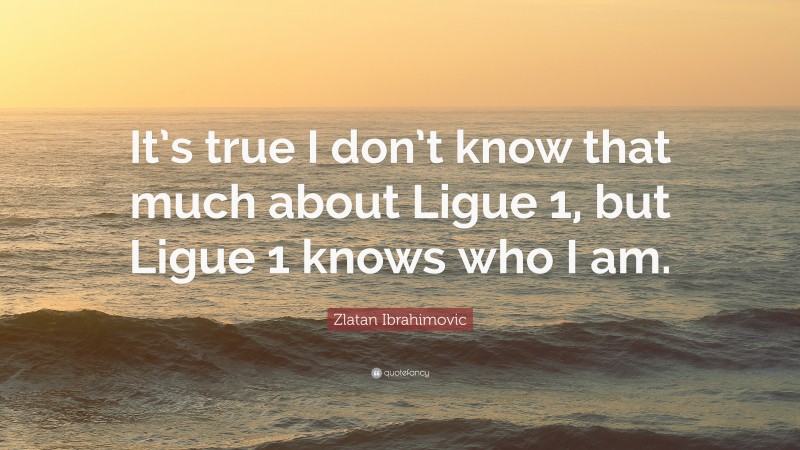 It’s true I don’t know that
much about Ligue 1, but
Ligue 1 knows who I am.
Zlatan Ibrahimovic
quotefancy